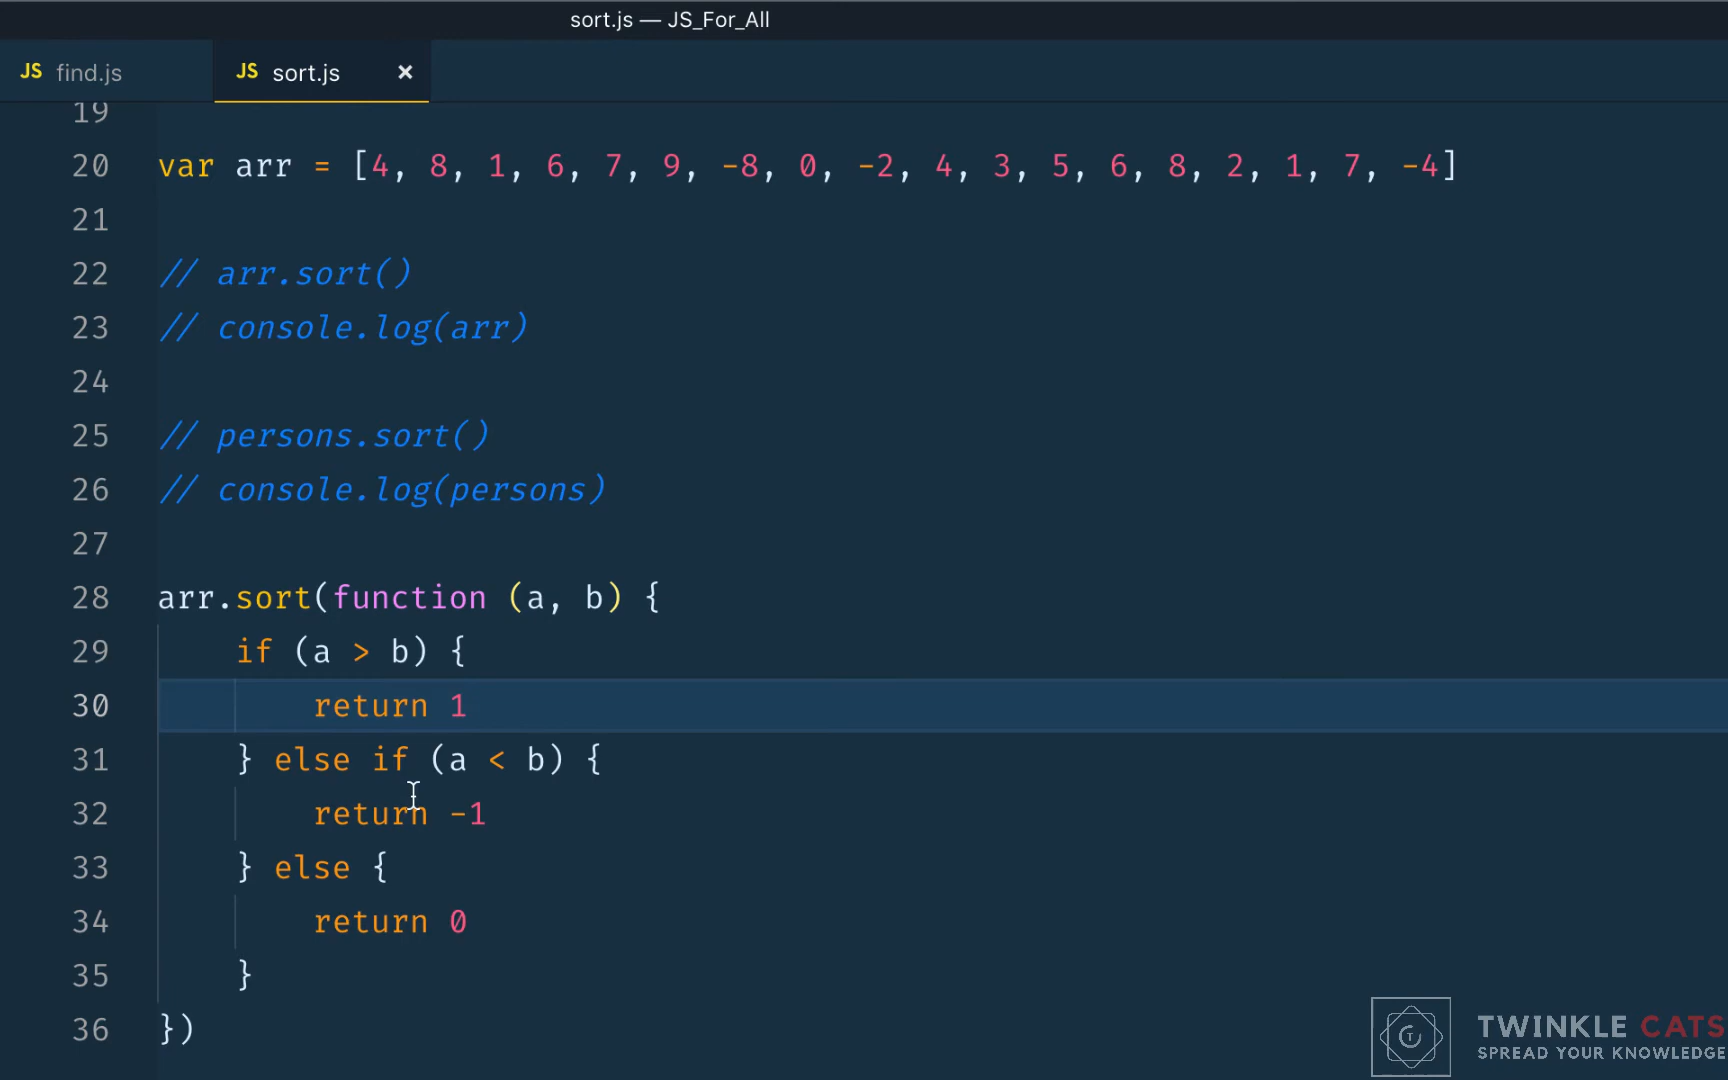 sort.js — JS_For_All
JS find.js JS sort.js ×
19
20 var arr = [4, 8, 1, 6, 7, 9, -8, 0, -2, 4, 3, 5, 6, 8, 2, 1, 7, -4]
21
22 // arr.sort()
23 // console.log(arr)
24
25 // persons.sort()
26 // console.log(persons)
27
28 arr.sort(function (a, b) {
29     if (a > b) {
30         return 1
31     } else if (a < b) {
32         return -1
33     } else {
34         return 0
35     }
36 })
TWINKLE CATS
SPREAD YOUR KNOWLEDGE